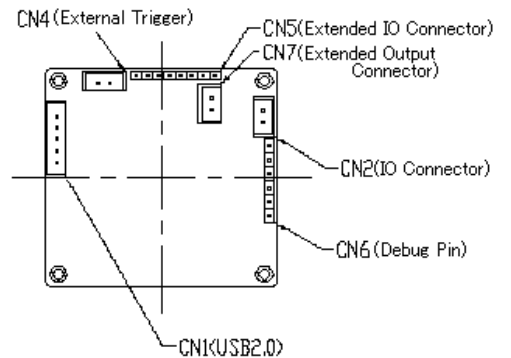 CN4(External Trigger)
CN5(Extended IO Connector)
CN7(Extended Output
Connector)
CN2(IO Connector)
CN6(Debug Pin)
CN1(USB2.0)